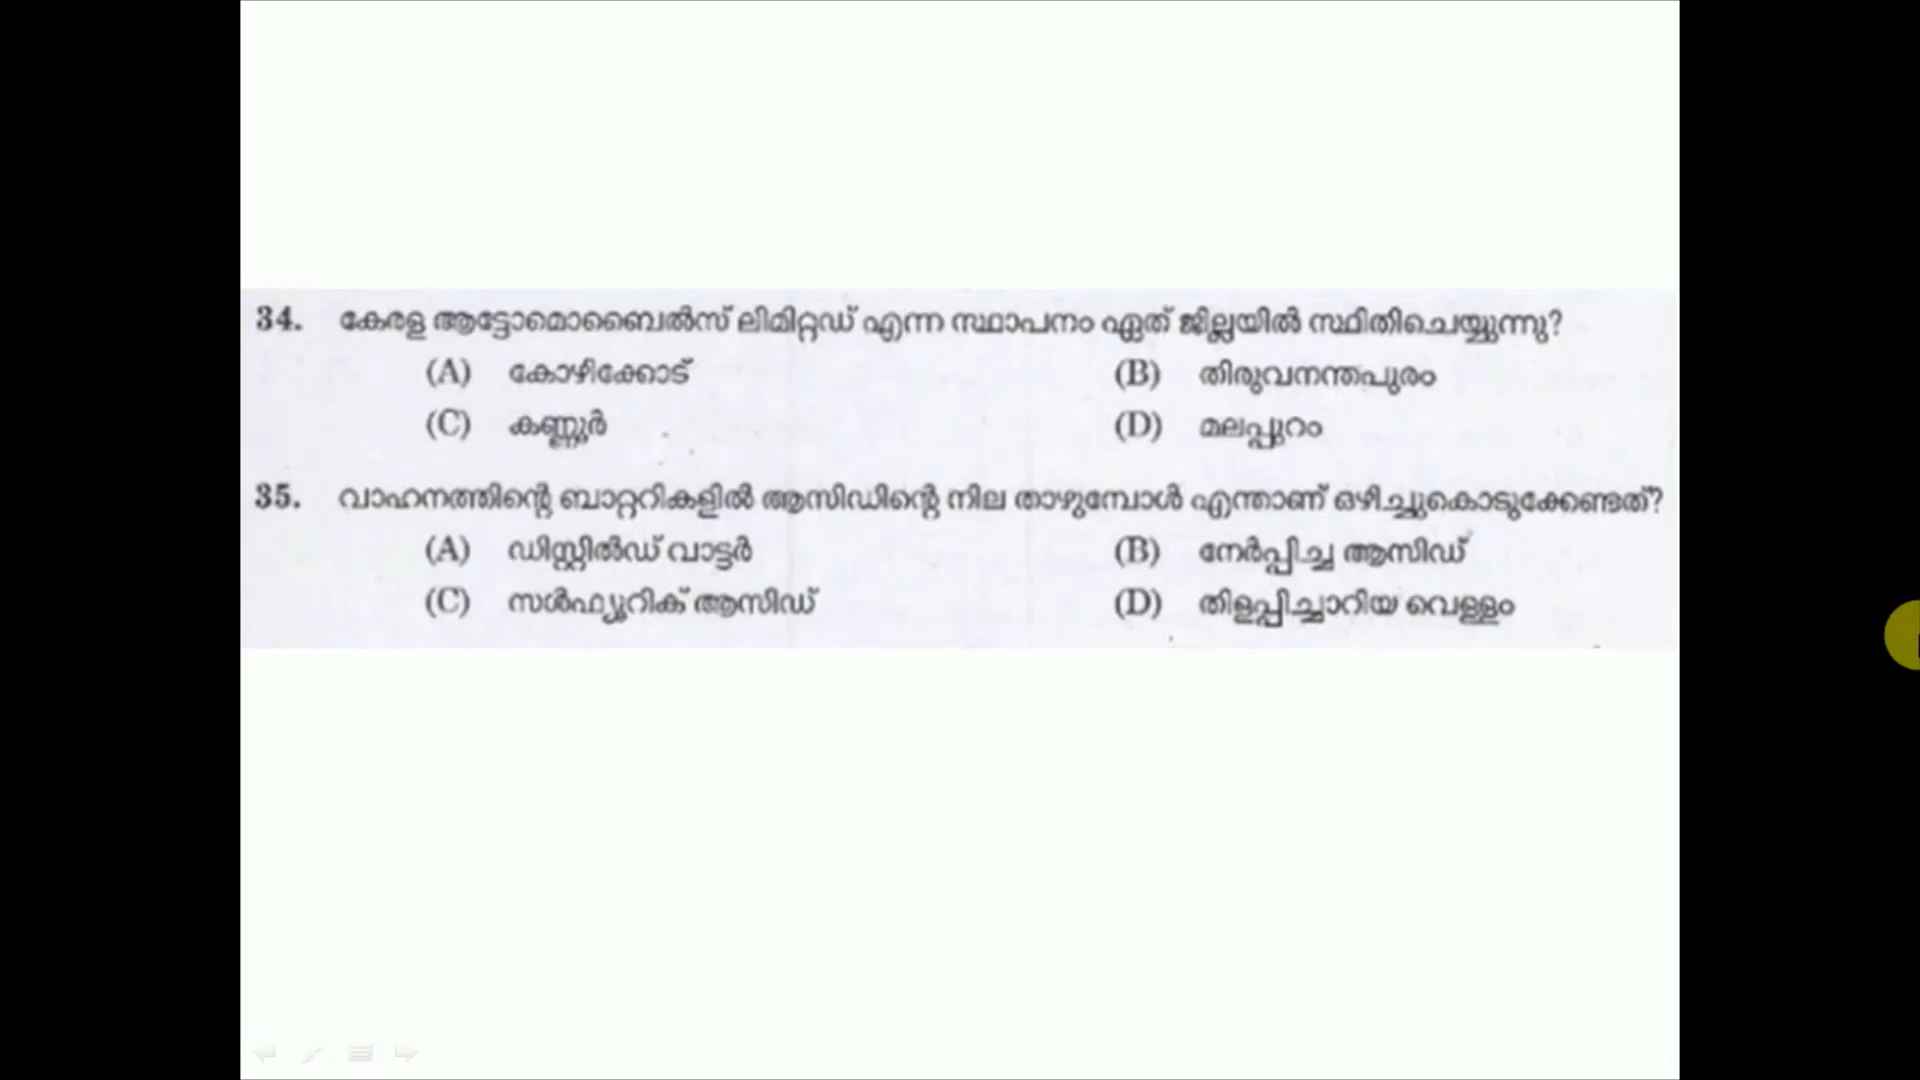 34. കേരള ആട്ടോമൊബൈൽസ് ലിമിറ്റഡ് എന്ന സ്ഥാപനം ഏത് ജില്ലയിൽ സ്ഥിതിചെയ്യുന്നു?
(A) കോഴിക്കോട് (B) തിരുവനന്തപുരം
(C) കണ്ണൂർ (D) മലപ്പുറം
35. വാഹനത്തിന്റെ ബാറ്ററികളിൽ ആസിഡിന്റെ നില താഴുമ്പോൾ എന്താണ് ഒഴിച്ചുകൊടുക്കേണ്ടത്?
(A) ഡിസ്റ്റിൽഡ് വാട്ടർ (B) നേർപ്പിച്ച ആസിഡ്
(C) സൾഫ്യൂറിക് ആസിഡ് (D) തിളപ്പിച്ചാറിയ വെള്ളം